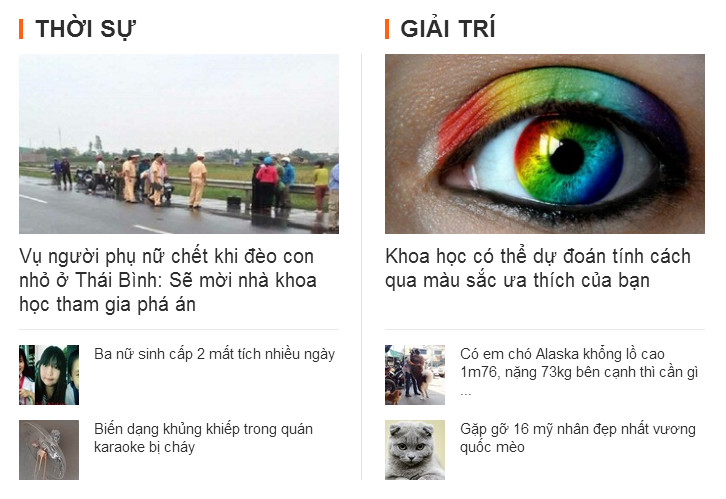 THỜI SỰ
Vụ người phụ nữ chết khi đèo con
nhỏ ở Thái Bình: Sẽ mời nhà khoa
học tham gia phá án
Ba nữ sinh cấp 2 mất tích nhiều ngày
Biến dạng khủng khiếp trong quán
karaoke bị cháy
GIẢI TRÍ
Khoa học có thể dự đoán tính cách
qua màu sắc ưa thích của bạn
Có em chó Alaska khổng lồ cao
1m76, nặng 73kg bên cạnh thì cần gì
...
Gặp gỡ 16 mỹ nhân đẹp nhất vương
quốc mèo